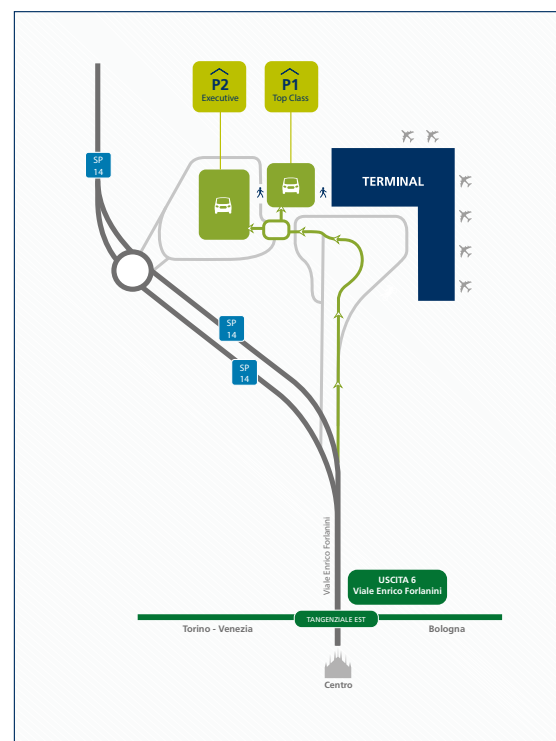 P2
Executive
P1
Top Class
SP
14
TERMINAL
SP
14
SP
14
Viale Enrico Forlanini
USCITA 6
Viale Enrico Forlanini
TANGENZIALE EST
Torino - Venezia
Bologna
Centro